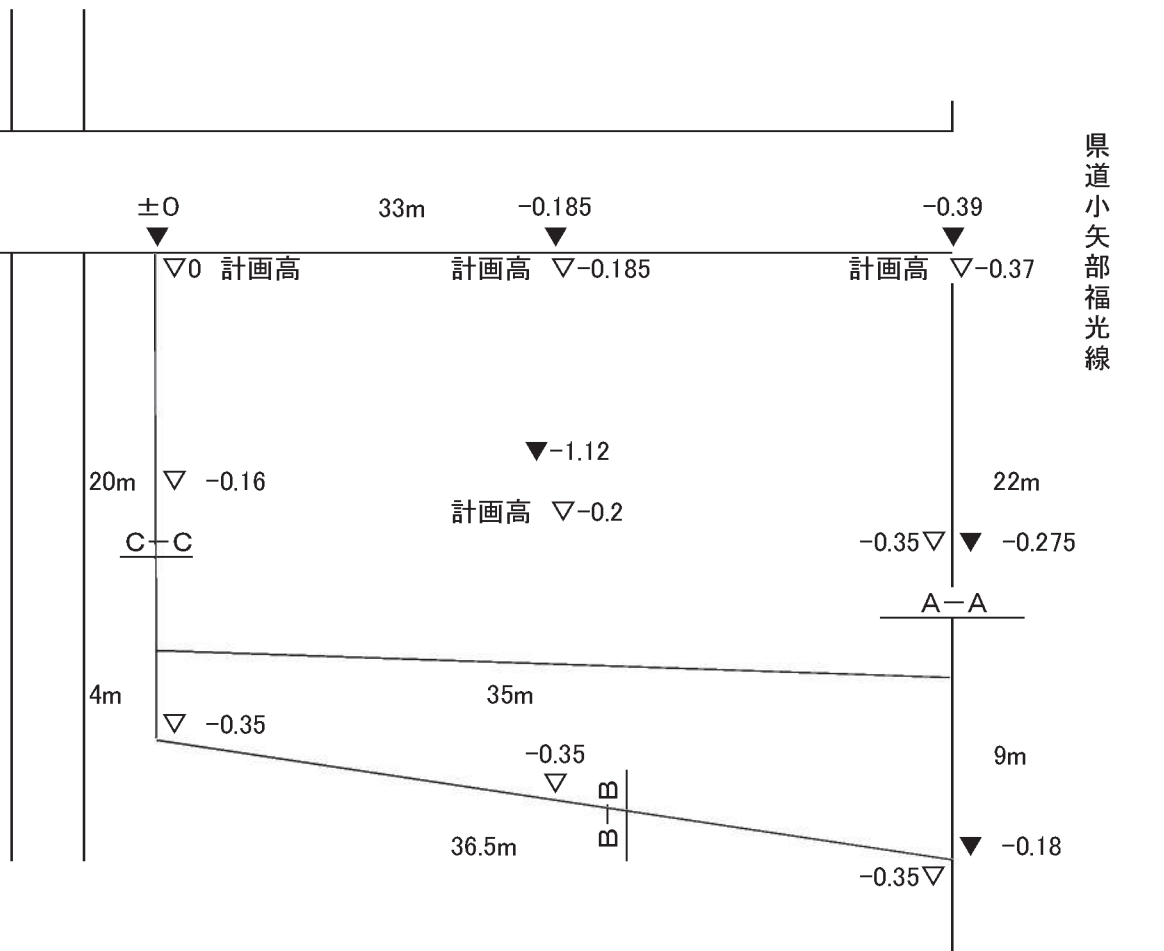 県道小矢部福光線
±0 33m -0.185 -0.39
▼ ▼ ▼
▽0 計画高 計画高 ▽-0.185 計画高 ▽-0.37
▼-1.12
20m ▽ -0.16 22m
計画高 ▽-0.2
C-C -0.35▽ ▼ -0.275
A-A
4m 35m
▽ -0.35
-0.35
▽
9m
B-B
36.5m ▼ -0.18
-0.35▽